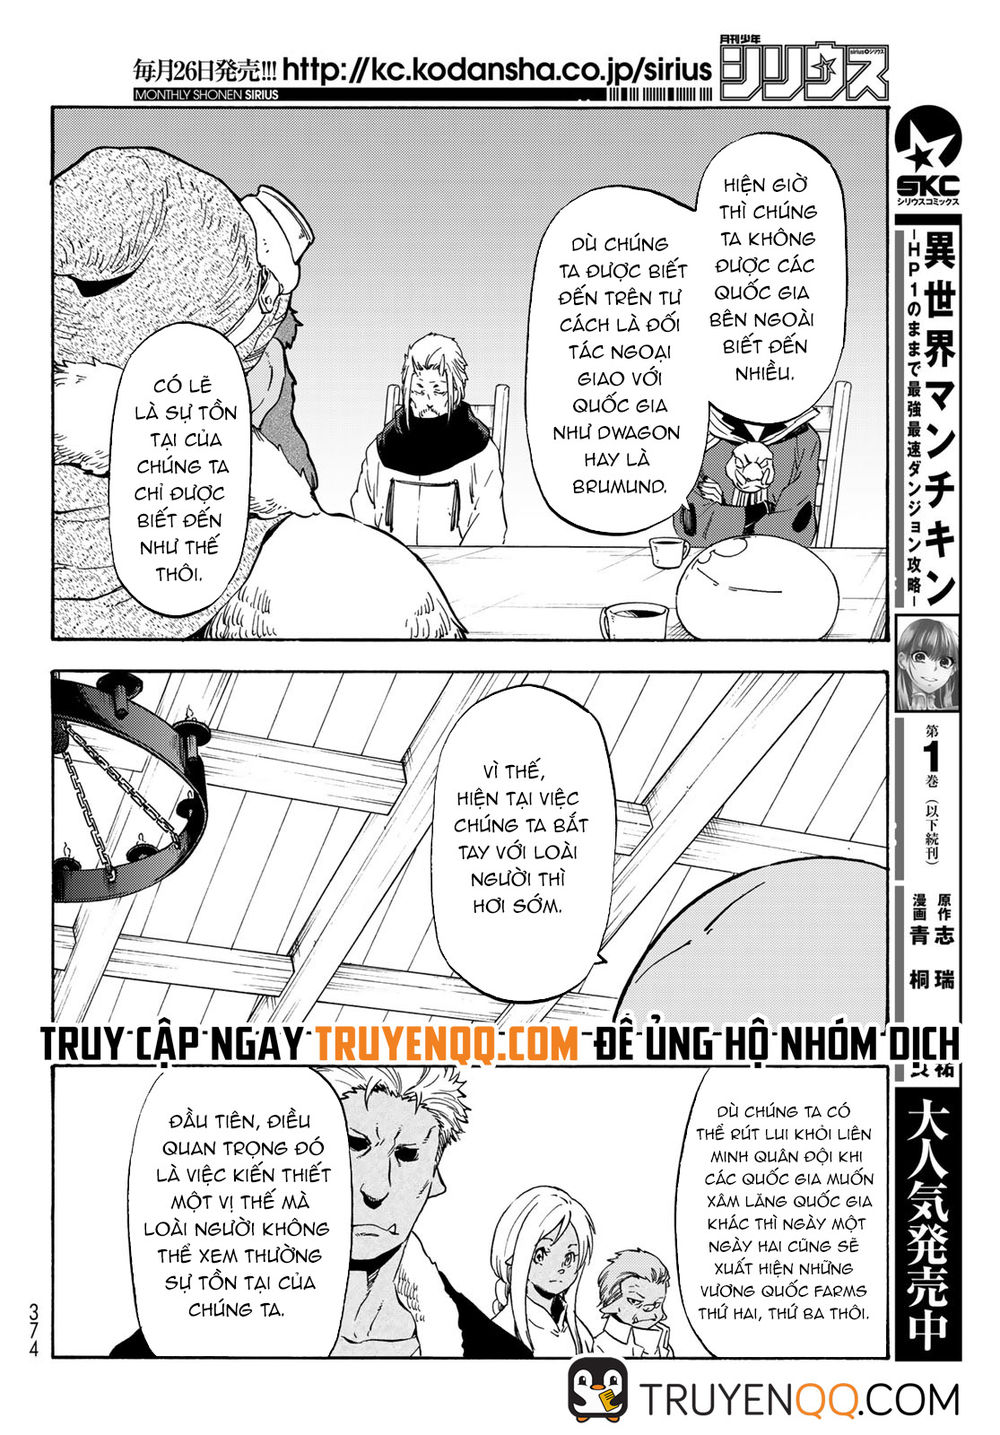 毎月26日発売!!! http://kc.kodansha.co.jp/sirius
MONTHLY SHONEN SIRIUS
月刊少年
シリウス
SKC
シリウスコミックス
異世界マンチキン
−HP1のままで最強最速ダンジョン攻略−
第1巻（以下続刊）
原作 志瑞
祐
漫画 青桐
大人気発売中
HIỆN GIỜ
THÌ CHÚNG
TA KHÔNG
ĐƯỢC CÁC
QUỐC GIA
BÊN NGOÀI
BIẾT ĐẾN
NHIỀU.
DÙ CHÚNG
TA ĐƯỢC BIẾT
ĐẾN TRÊN TƯ
CÁCH LÀ ĐỐI
TÁC NGOẠI
GIAO VỚI
QUỐC GIA
NHƯ DWAGON
HAY LÀ
BRUMUND.
CÓ LẼ
LÀ SỰ TỒN
TẠI CỦA
CHÚNG TA
CHỈ ĐƯỢC
BIẾT ĐẾN
NHƯ THẾ
THÔI.
VÌ THẾ,
HIỆN TẠI VIỆC
CHÚNG TA BẮT
TAY VỚI LOÀI
NGƯỜI THÌ
HƠI SỚM.
TRUY CẬP NGAY TRUYENQQ.COM ĐỂ ỦNG HỘ NHÓM DỊCH
DÙ CHÚNG TA CÓ
THỂ RÚT LUI KHỎI LIÊN
MINH QUÂN ĐỘI KHI
CÁC QUỐC GIA MUỐN
XÂM LĂNG QUỐC GIA
KHÁC THÌ NGÀY MỘT
NGÀY HAI CŨNG SẼ
XUẤT HIỆN NHỮNG
VƯƠNG QUỐC FARMS
THỨ HAI, THỨ BA THÔI.
ĐẦU TIÊN, ĐIỀU
QUAN TRỌNG ĐÓ
LÀ VIỆC KIẾN THIẾT
MỘT VỊ THẾ MÀ
LOÀI NGƯỜI KHÔNG
THỂ XEM THƯỜNG
SỰ TỒN TẠI CỦA
CHÚNG TA.
374
TRUYENQQ.COM